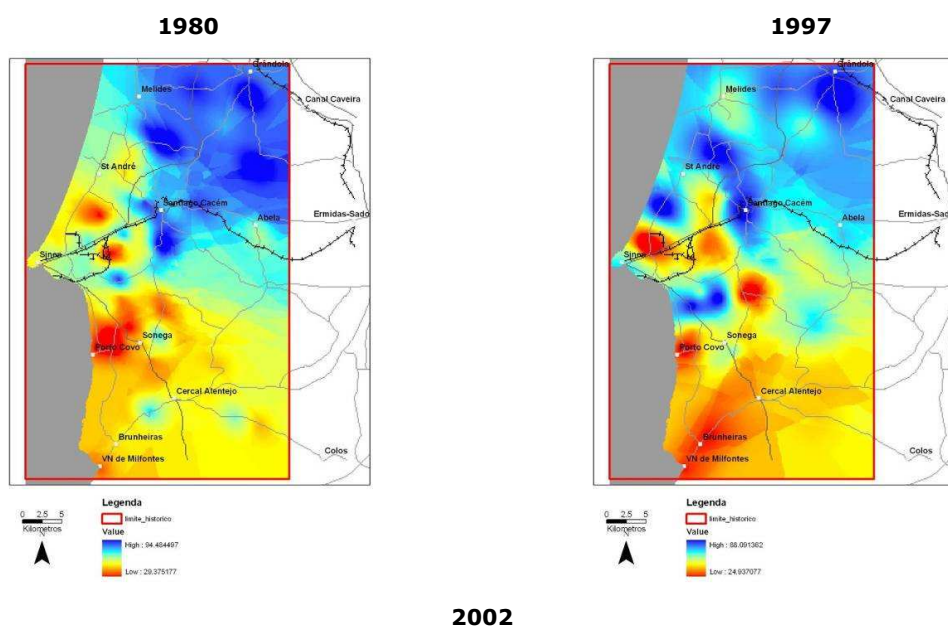 1980
1997
Grândola
Canal Caveira
Melides
St André
Santiago Cacém
Ermidas-Sado
Abela
Sines
Sonega
Porto Covo
Cercal Alentejo
Brunheiras
Colos
VN de Milfontes
Legenda
0 2.5 5
Kilometros
limite_historico
Value
N
High : 94.484497
Low : 29.375177
Grândola
Canal Caveira
Melides
St André
Santiago Cacém
Ermidas-Sado
Abela
Sines
Sonega
Porto Covo
Cercal Alentejo
Brunheiras
Colos
VN de Milfontes
Legenda
0 2.5 5
Kilometros
limite_historico
Value
N
High : 88.091382
Low : 24.937077
2002